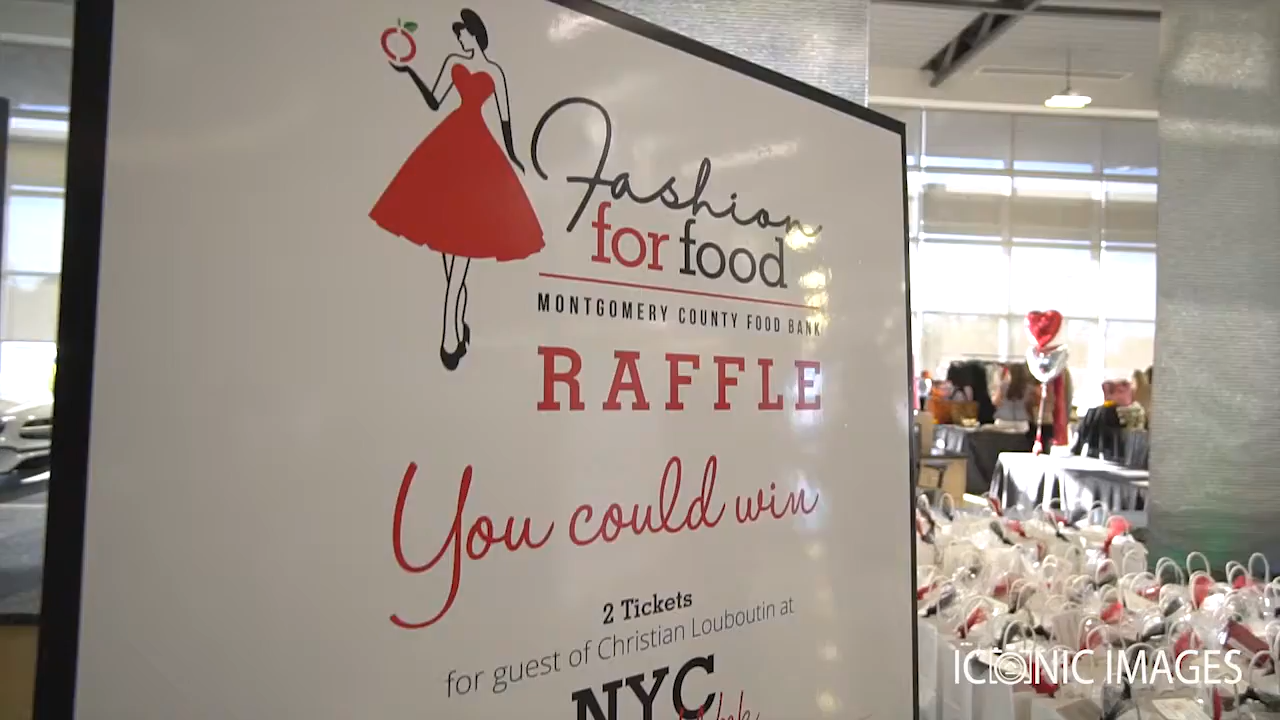 Fashion
for food
MONTGOMERY COUNTY FOOD BANK
RAFFLE
You could win
2 Tickets
for guest of Christian Louboutin at
NYC
ICONIC IMAGES